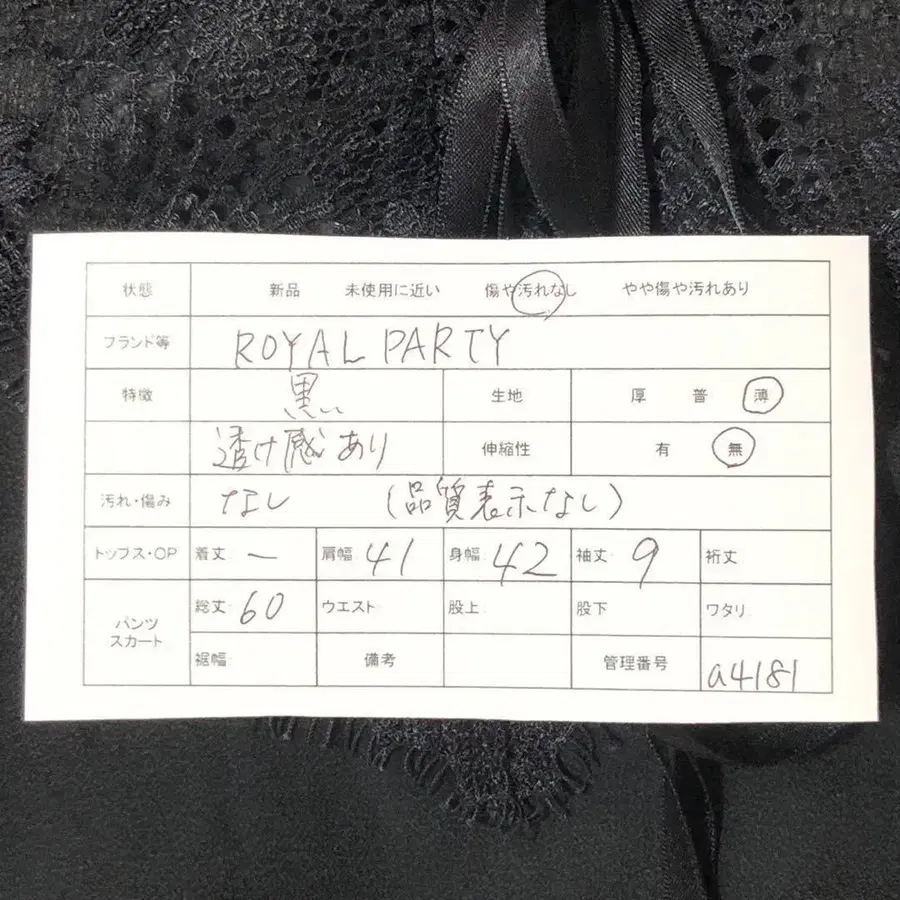 状態 新品 未使用に近い 傷や汚れなし やや傷や汚れあり
ブランド等 ROYAL PARTY
特徴 黒 生地 厚 普 薄
透け感あり 伸縮性 有 無
汚れ・傷み なし (品質表示なし)
トップス・OP 着丈 ー 肩幅 41 身幅 42 袖丈 9 裄丈
パンツ スカート 総丈 60 ウエスト 股上 股下 ワタリ
裾幅 備考 管理番号 a4181